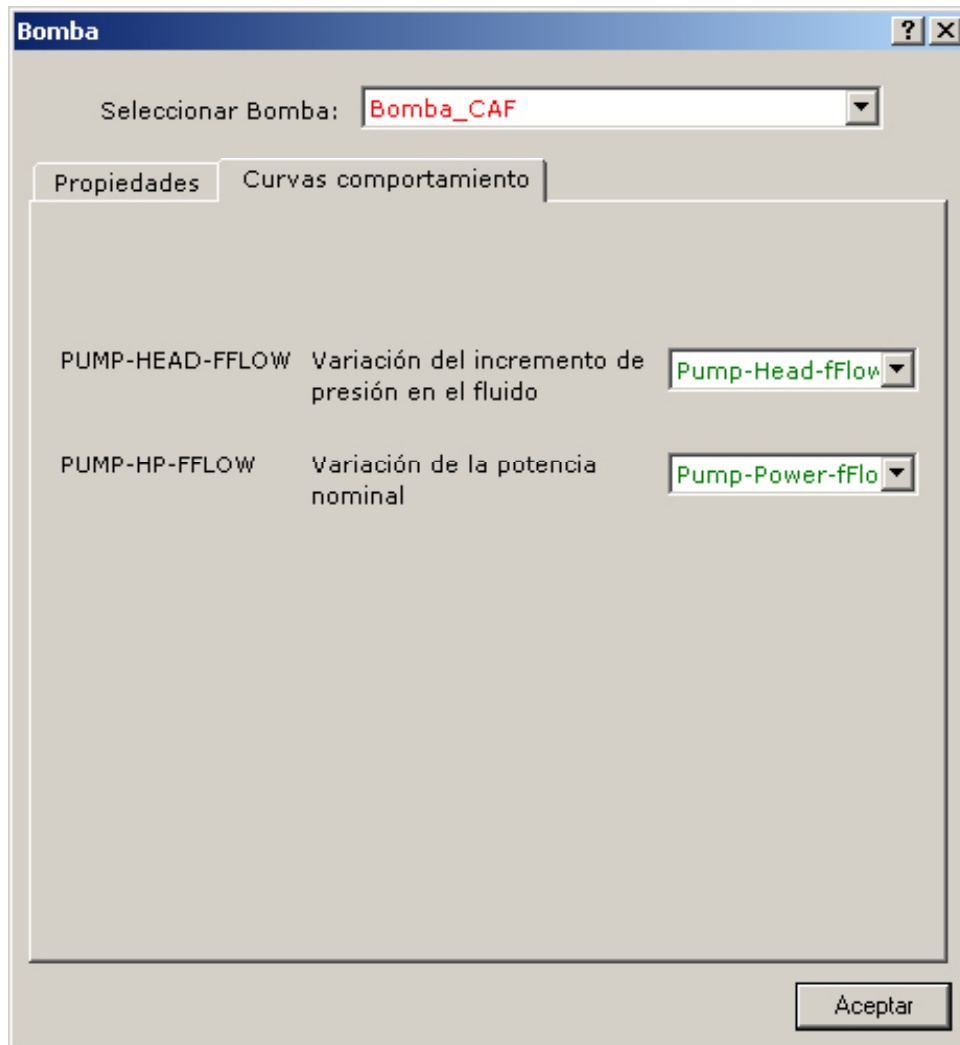 Bomba
Seleccionar Bomba: Bomba_CAF
Propiedades Curvas comportamiento
PUMP-HEAD-FFLOW Variación del incremento de Pump-Head-fFlow
presión en el fluido
PUMP-HP-FFLOW Variación de la potencia Pump-Power-fFlo
nominal
Aceptar